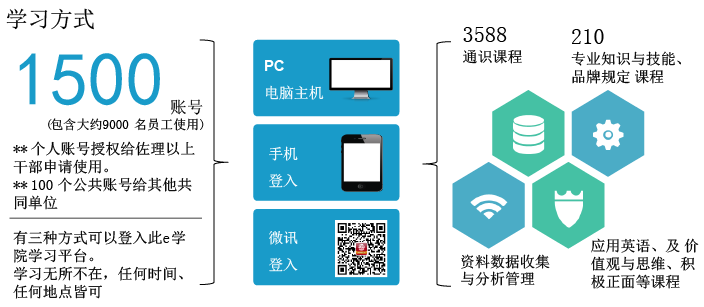 学习方式
1500 账号
(包含大约9000 名员工使用)
** 个人账号授权给佐理以上
干部申请使用。
** 100 个公共账号给其他共
同单位
有三种方式可以登入此e学
院学习平台。
学习无所不在，任何时间、
任何地点皆可
PC
电脑主机
手机
登入
微讯
登入
3588
通识课程
210
专业知识与技能、
品牌规定 课程
资料数据收集
与分析管理
应用英语、及 价
值观与思维、积
极正面等课程